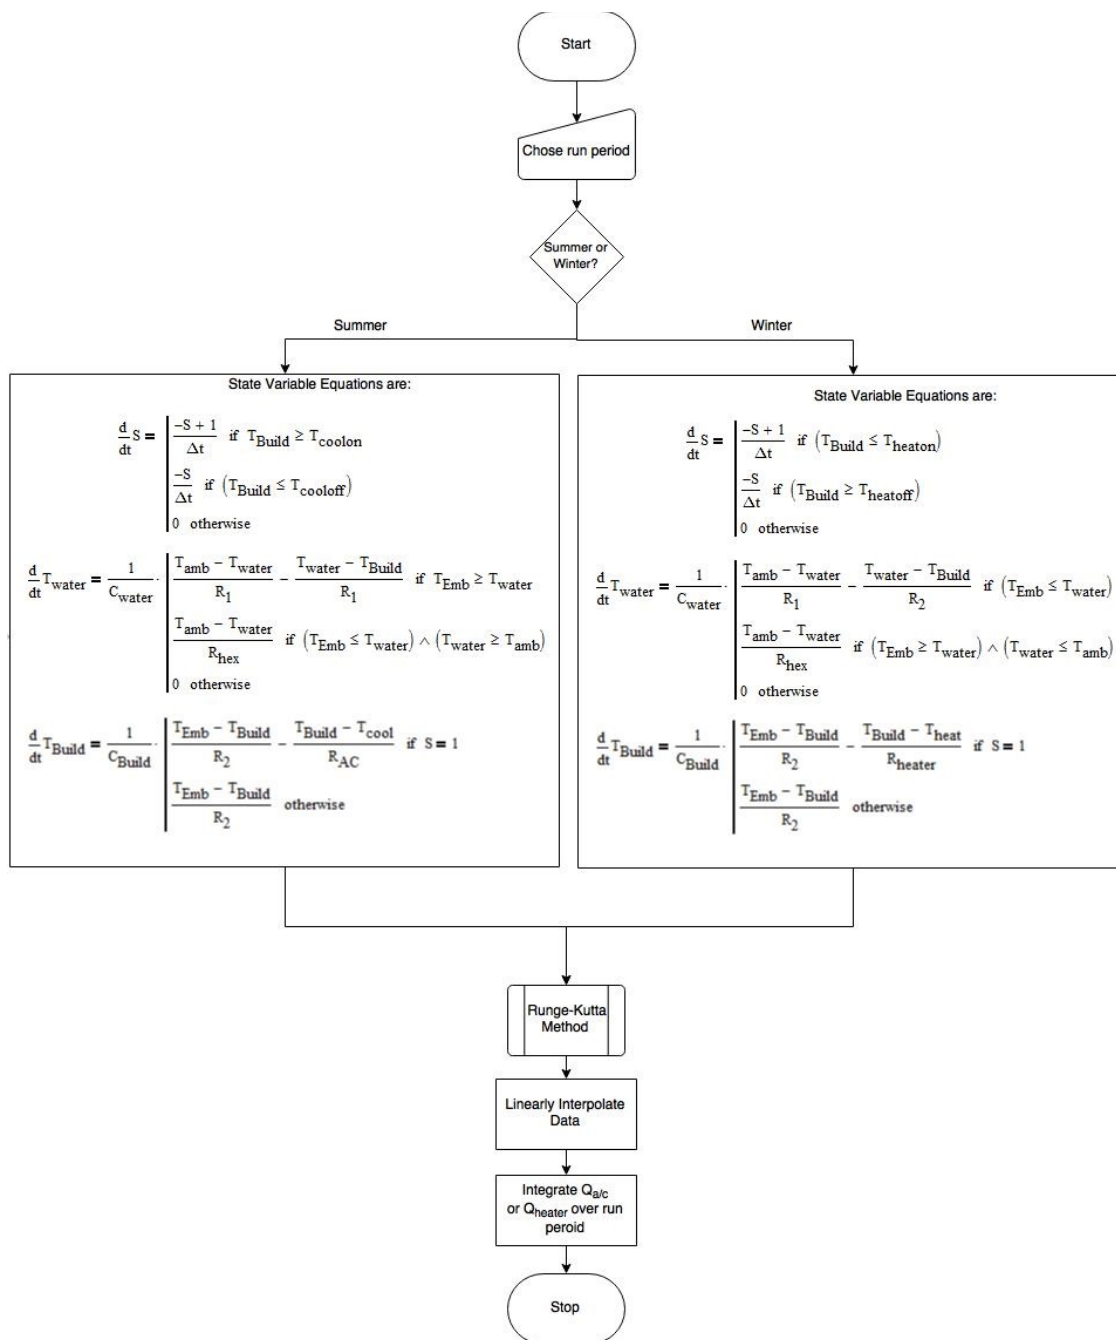 Start
Chose run period
Summer or
Winter?
Summer
Winter
State Variable Equations are:
d/dt S = | (-S + 1)/Δt if T_Build ≥ T_coolon
-S/Δt if (T_Build ≤ T_cooloff)
0 otherwise
d/dt T_water = 1/C_water · | (T_amb − T_water)/R_1 − (T_water − T_Build)/R_1 if T_Emb ≥ T_water
(T_amb − T_water)/R_hex if (T_Emb ≤ T_water) ∧ (T_water ≥ T_amb)
0 otherwise
d/dt T_Build = 1/C_Build · | (T_Emb − T_Build)/R_2 − (T_Build − T_cool)/R_AC if S = 1
(T_Emb − T_Build)/R_2 otherwise
State Variable Equations are:
d/dt S = | (-S + 1)/Δt if (T_Build ≤ T_heaton)
-S/Δt if (T_Build ≥ T_heatoff)
0 otherwise
d/dt T_water = 1/C_water · | (T_amb − T_water)/R_1 − (T_water − T_Build)/R_2 if (T_Emb ≤ T_water)
(T_amb − T_water)/R_hex if (T_Emb ≥ T_water) ∧ (T_water ≤ T_amb)
0 otherwise
d/dt T_Build = 1/C_Build · | (T_Emb − T_Build)/R_2 − (T_Build − T_heat)/R_heater if S = 1
(T_Emb − T_Build)/R_2 otherwise
Runge-Kutta
Method
Linearly Interpolate
Data
Integrate Q_a/c
or Q_heater over run
peroid
Stop